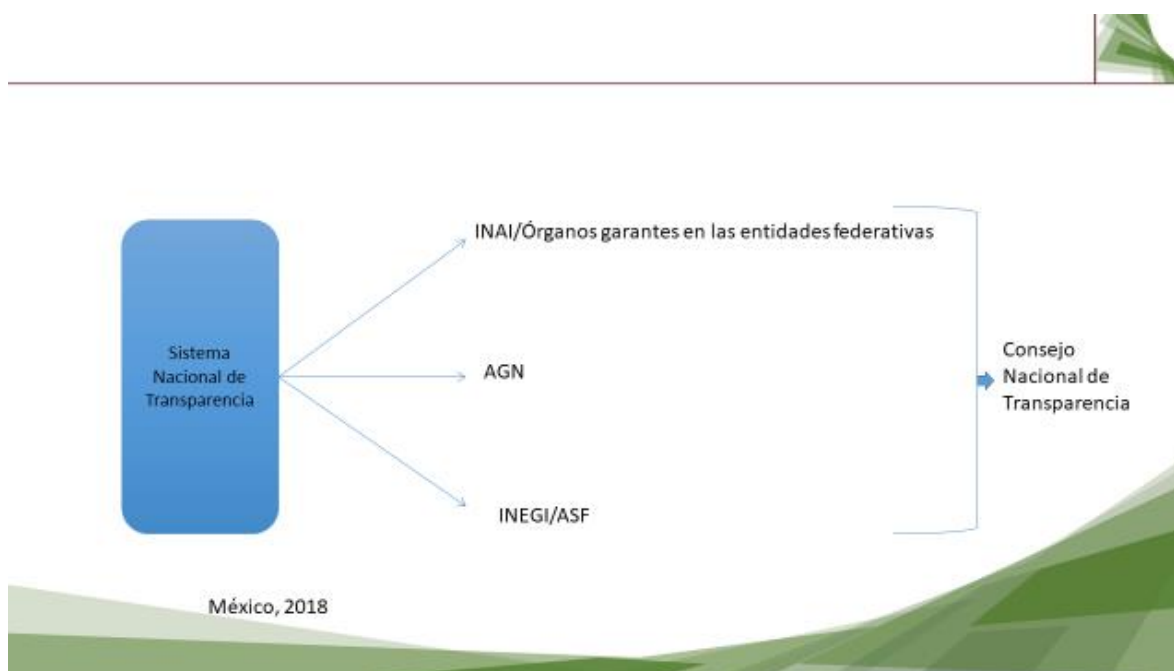 INAI/Órganos garantes en las entidades federativas
Sistema
Nacional de
Transparencia
AGN
Consejo
Nacional de
Transparencia
INEGI/ASF
México, 2018